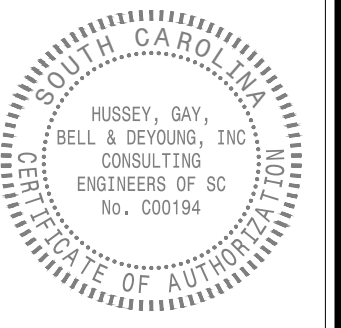 SOUTH CAROLINA
HUSSEY, GAY,
BELL & DEYOUNG, INC
CONSULTING
ENGINEERS OF SC
No. C00194
CERTIFICATE OF AUTHORIZATION